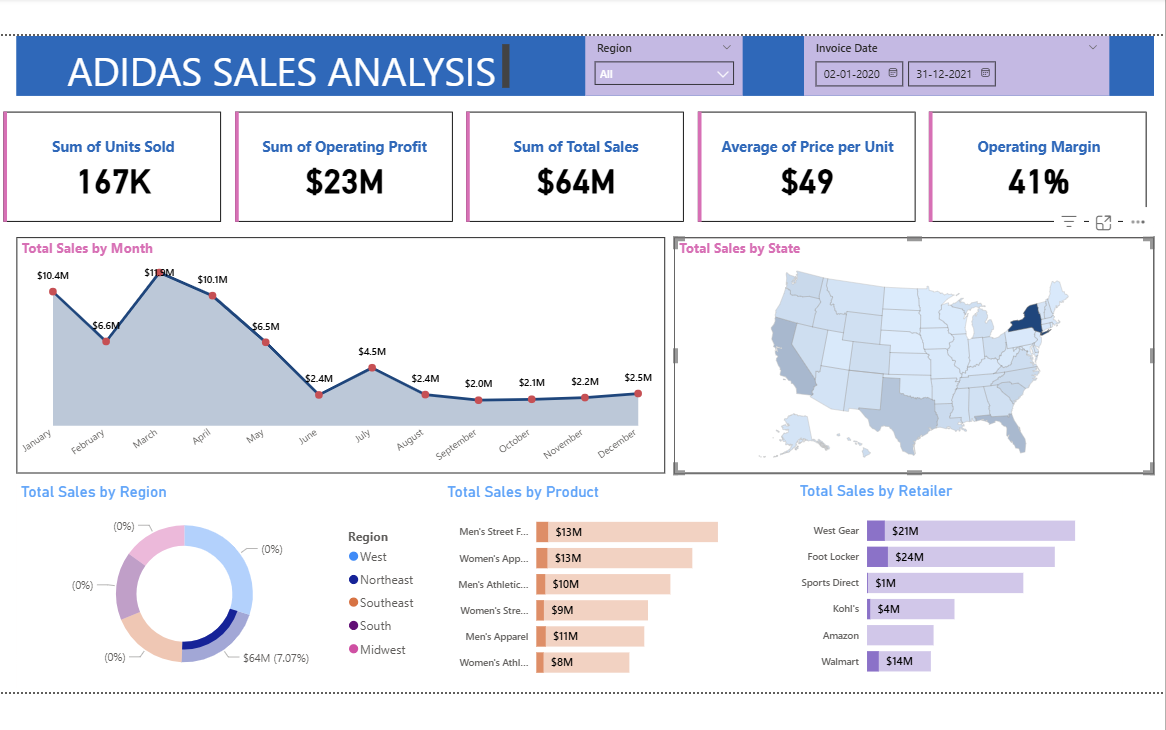 ADIDAS SALES ANALYSIS
Region
All
Invoice Date
02-01-2020
31-12-2021
Sum of Units Sold
167K
Sum of Operating Profit
$23M
Sum of Total Sales
$64M
Average of Price per Unit
$49
Operating Margin
41%
Total Sales by Month
$10.4M
$6.6M
$11.9M
$10.1M
$6.5M
$2.4M
$4.5M
$2.4M
$2.0M
$2.1M
$2.2M
$2.5M
January
February
March
April
May
June
July
August
September
October
November
December
Total Sales by State
Total Sales by Region
(0%)
(0%)
(0%)
(0%)
$64M (7.07%)
Region
West
Northeast
Southeast
South
Midwest
Total Sales by Product
Men's Street F... $13M
Women's App... $13M
Men's Athletic... $10M
Women's Stre... $9M
Men's Apparel $11M
Women's Athl... $8M
Total Sales by Retailer
West Gear $21M
Foot Locker $24M
Sports Direct $1M
Kohl's $4M
Amazon
Walmart $14M